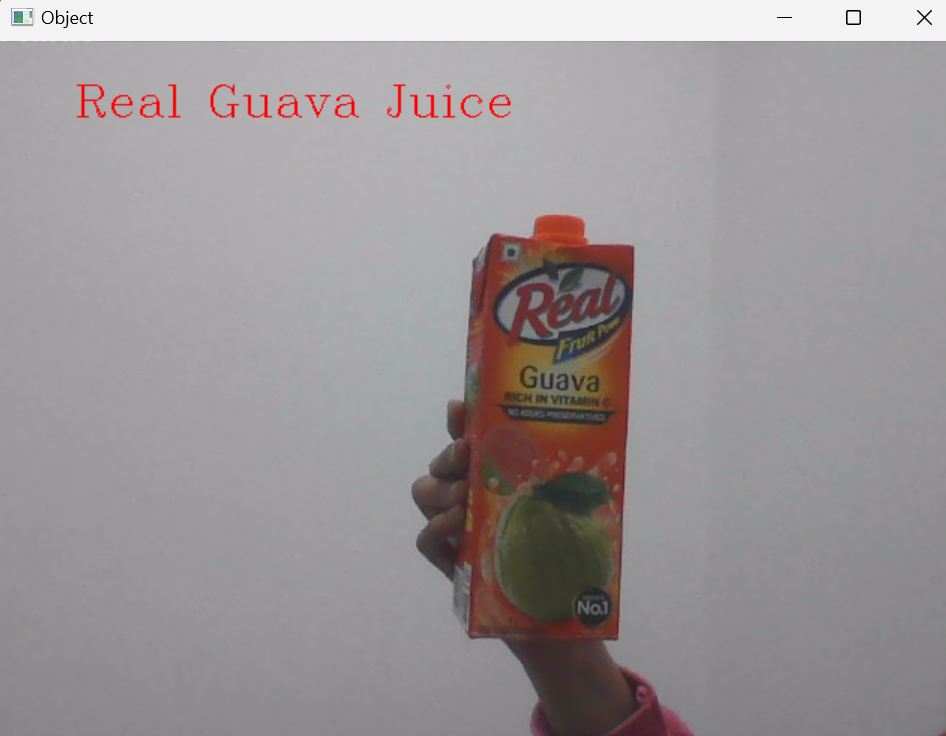 Object
Real Guava Juice
Real
Fruit Power
Guava
RICH IN VITAMIN C
NO ADDED PRESERVATIVES
No.1